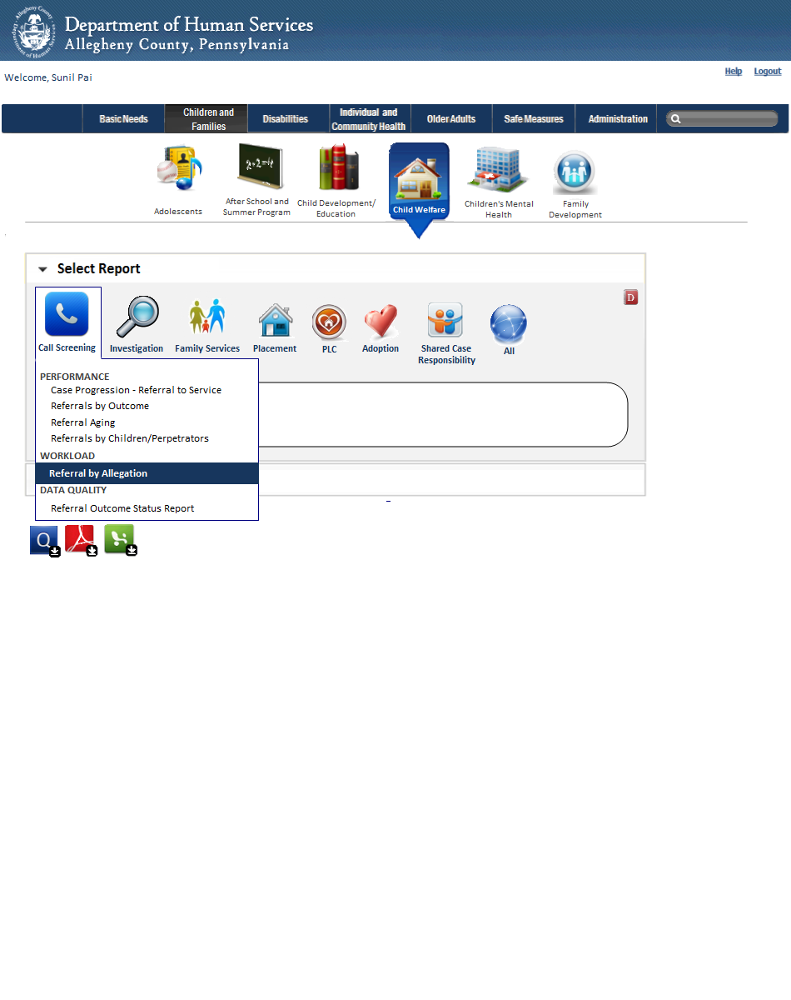 Department of Human Services
Allegheny County, Pennsylvania
Welcome, Sunil Pai
Help Logout
Basic Needs
Children and
Families
Disabilities
Individual and
Community Health
Older Adults
Safe Measures
Administration
Adolescents
After School and
Summer Program
Child Development/
Education
Child Welfare
Children's Mental
Health
Family
Development
Select Report
D
Call Screening
Investigation
Family Services
Placement
PLC
Adoption
Shared Case
Responsibility
All
PERFORMANCE
Case Progression - Referral to Service
Referrals by Outcome
Referral Aging
Referrals by Children/Perpetrators
WORKLOAD
Referral by Allegation
DATA QUALITY
Referral Outcome Status Report
Q